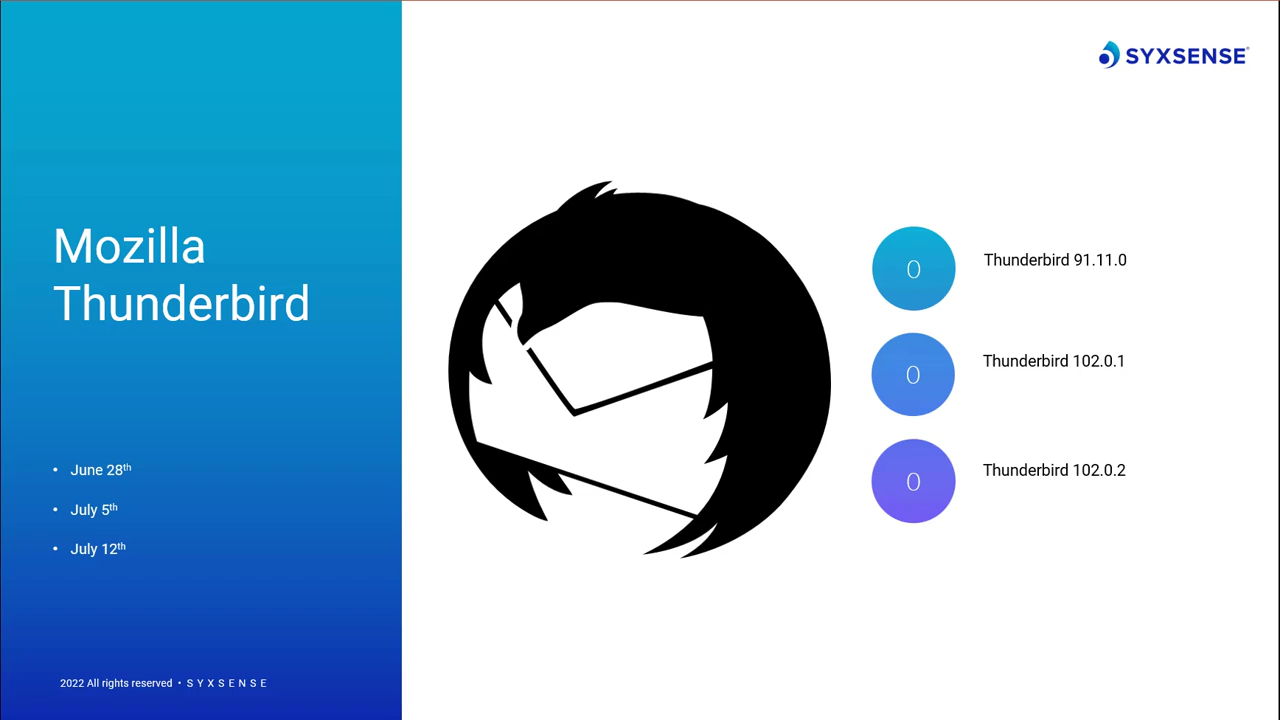 SYXSENSE®
Mozilla
Thunderbird
• June 28th
• July 5th
• July 12th
0
Thunderbird 91.11.0
0
Thunderbird 102.0.1
0
Thunderbird 102.0.2
2022 All rights reserved • SYXSENSE